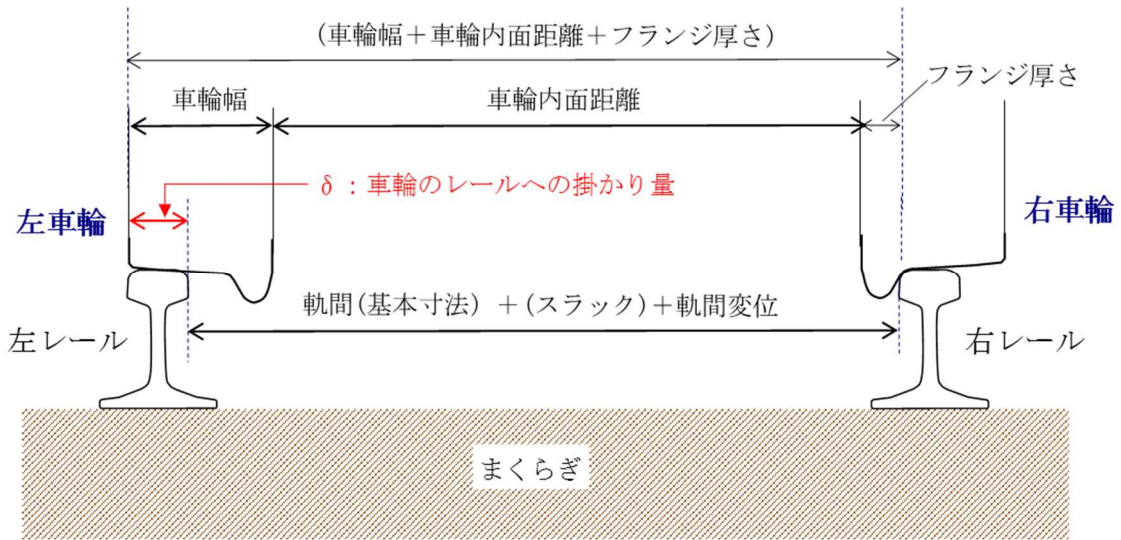 (車輪幅＋車輪内面距離＋フランジ厚さ)
フランジ厚さ
車輪幅
車輪内面距離
δ：車輪のレールへの掛かり量
左車輪
右車輪
軌間(基本寸法)＋(スラック)＋軌間変位
左レール
右レール
まくらぎ